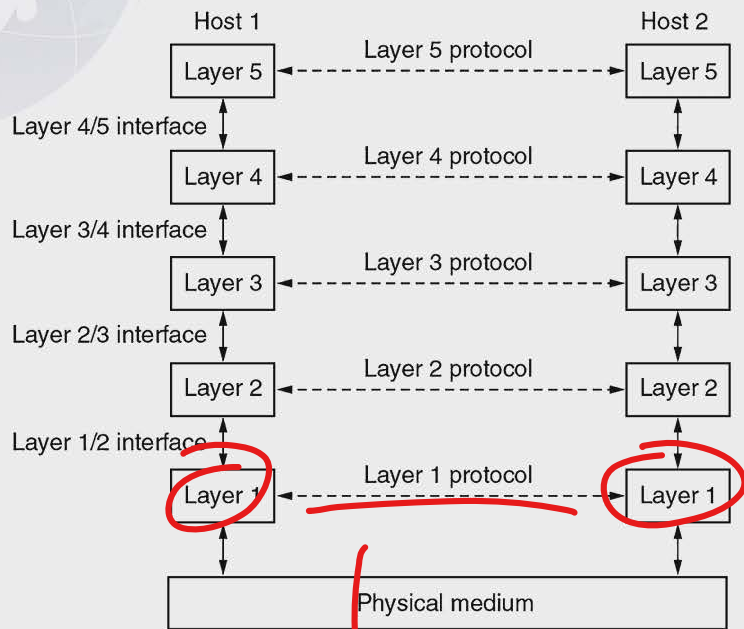 Host 1
Host 2
Layer 5
Layer 5 protocol
Layer 5
Layer 4/5 interface
Layer 4
Layer 4 protocol
Layer 4
Layer 3/4 interface
Layer 3
Layer 3 protocol
Layer 3
Layer 2/3 interface
Layer 2
Layer 2 protocol
Layer 2
Layer 1/2 interface
Layer 1
Layer 1 protocol
Layer 1
Physical medium